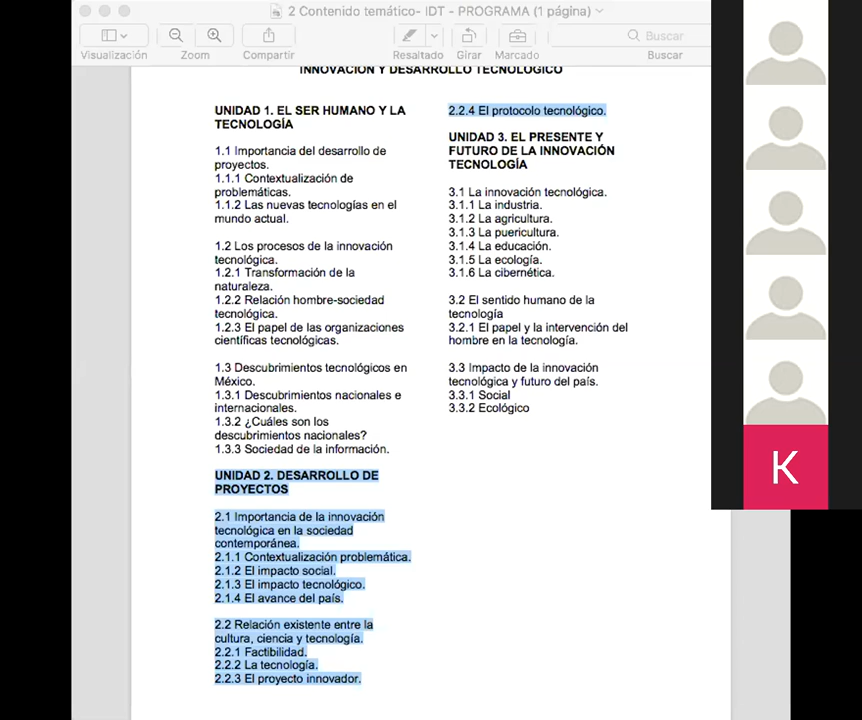 2 Contenido temático- IDT - PROGRAMA (1 página)
Visualización
Zoom
Compartir
Resaltado
Girar
Marcado
Buscar
Buscar
INNOVACIÓN Y DESARROLLO TECNOLÓGICO
UNIDAD 1. EL SER HUMANO Y LA
TECNOLOGÍA
1.1 Importancia del desarrollo de
proyectos.
1.1.1 Contextualización de
problemáticas.
1.1.2 Las nuevas tecnologías en el
mundo actual.
1.2 Los procesos de la innovación
tecnológica.
1.2.1 Transformación de la
naturaleza.
1.2.2 Relación hombre-sociedad
tecnológica.
1.2.3 El papel de las organizaciones
científicas tecnológicas.
1.3 Descubrimientos tecnológicos en
México.
1.3.1 Descubrimientos nacionales e
internacionales.
1.3.2 ¿Cuáles son los
descubrimientos nacionales?
1.3.3 Sociedad de la información.
UNIDAD 2. DESARROLLO DE
PROYECTOS
2.1 Importancia de la innovación
tecnológica en la sociedad
contemporánea.
2.1.1 Contextualización problemática.
2.1.2 El impacto social.
2.1.3 El impacto tecnológico.
2.1.4 El avance del país.
2.2 Relación existente entre la
cultura, ciencia y tecnología.
2.2.1 Factibilidad.
2.2.2 La tecnología.
2.2.3 El proyecto innovador.
2.2.4 El protocolo tecnológico.
UNIDAD 3. EL PRESENTE Y
FUTURO DE LA INNOVACIÓN
TECNOLOGÍA
3.1 La innovación tecnológica.
3.1.1 La industria.
3.1.2 La agricultura.
3.1.3 La puericultura.
3.1.4 La educación.
3.1.5 La ecología.
3.1.6 La cibernética.
3.2 El sentido humano de la
tecnología
3.2.1 El papel y la intervención del
hombre en la tecnología.
3.3 Impacto de la innovación
tecnológica y futuro del país.
3.3.1 Social
3.3.2 Ecológico
K